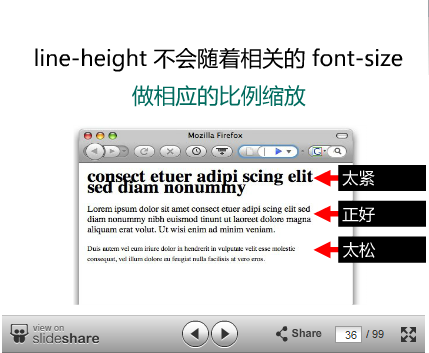 line-height 不会随着相关的 font-size
做相应的比例缩放
Mozilla Firefox
consect etuer adipi scing elit
sed diam nonummy
太紧
Lorem ipsum dolor sit amet consect etuer adipi scing elit sed
diam nonummy nibh euismod tinunt ut laoreet dolore magna
aliquam erat volut. Ut wisi enim ad minim veniam.
正好
Duis autem vel eum iriure dolor in hendrerit in vulputate velit esse molestie
consequat, vel illum dolore eu feugiat nulla facilisis at vero eros.
太松
view on
slideshare
Share
36 / 99